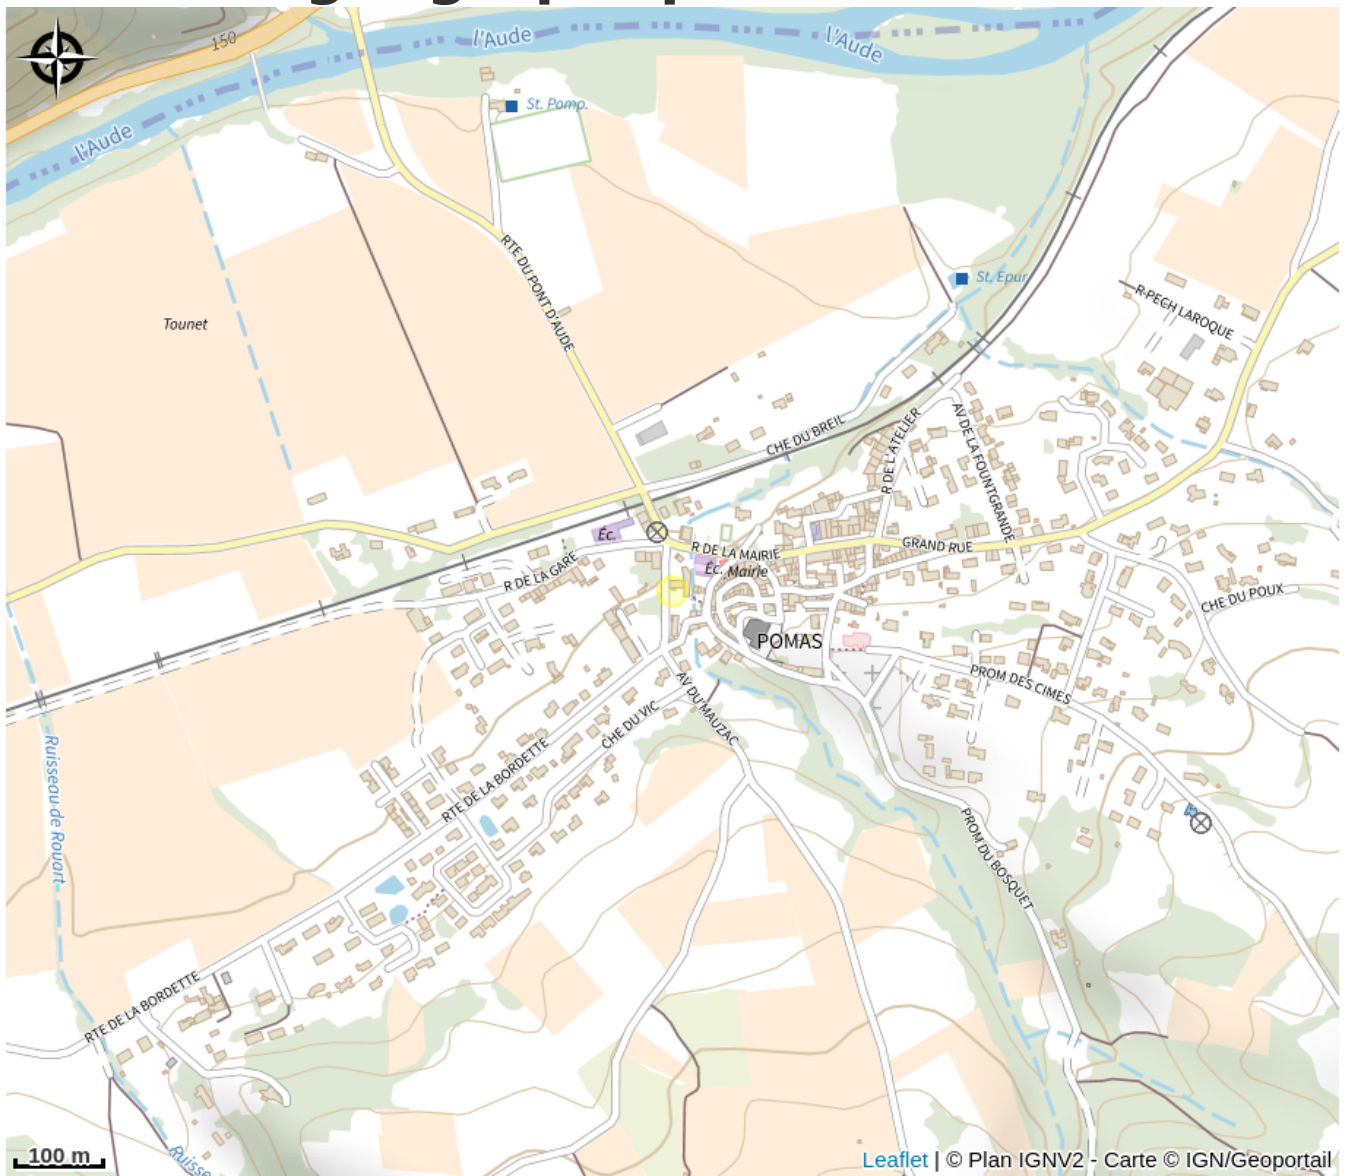 l'Aude
l'Aude
150
l'Aude
St. Pomp.
RTE DU PONT D'AUDE
St. Epur.
R PECH LAROQUE
Tounet
CHE DU BREIL
R DE L'ATELIER
AV DE LA FOUNTGRANDE
Éc.
R DE LA MAIRIE
GRAND RUE
Éc. Mairie
R DE LA GARE
CHE DU POUX
POMAS
PROM DES CIMES
AV DU MAUZAC
CHE DU VIC
RTE DE LA BORDETTE
Ruisseau de Rouart
PROM DU BOSQUET
RTE DE LA BORDETTE
100 m
Ruisse
Leaflet | © Plan IGNV2 - Carte © IGN/Geoportail